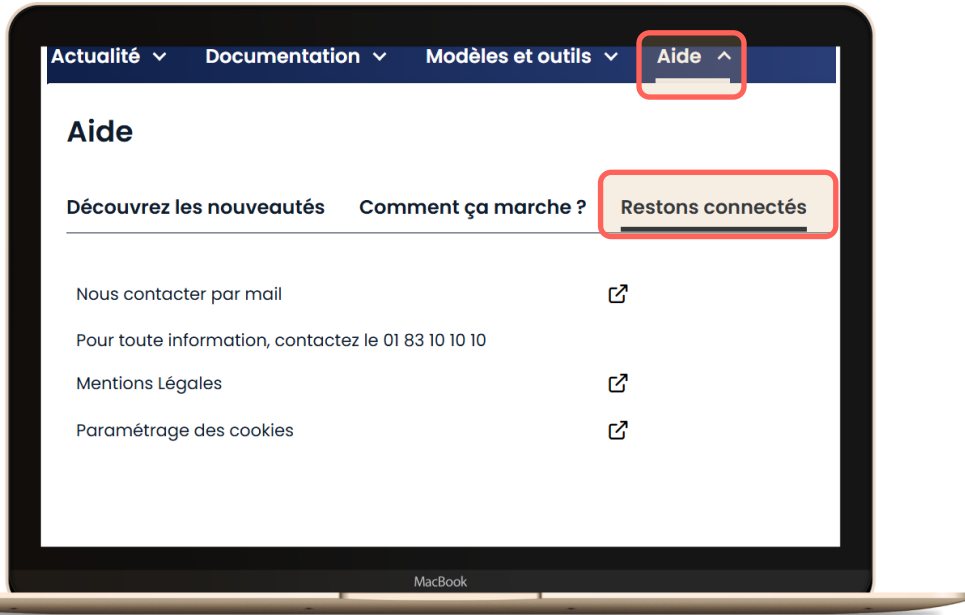 Actualité Documentation Modèles et outils Aide
Aide
Découvrez les nouveautés Comment ça marche ? Restons connectés
Nous contacter par mail
Pour toute information, contactez le 01 83 10 10 10
Mentions Légales
Paramétrage des cookies
MacBook